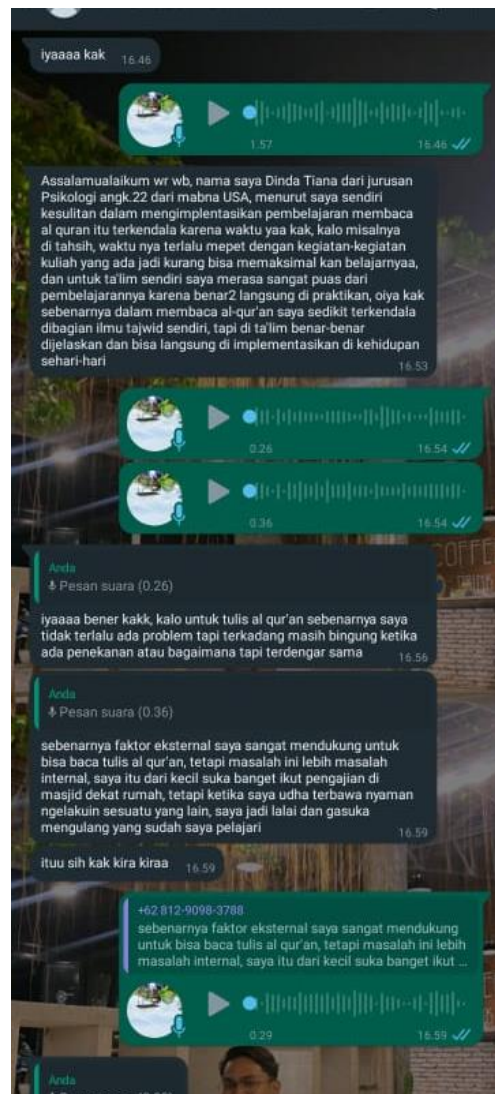 iyaaaa kak 16.46
1.57 16.46
Assalamualaikum wr wb, nama saya Dinda Tiana dari jurusan
Psikologi angk.22 dari mabna USA, menurut saya sendiri
kesulitan dalam mengimplentasikan pembelajaran membaca
al quran itu terkendala karena waktu yaa kak, kalo misalnya
di tahsih, waktu nya terlalu mepet dengan kegiatan-kegiatan
kuliah yang ada jadi kurang bisa memaksimal kan belajarnyaa,
dan untuk ta'lim sendiri saya merasa sangat puas dari
pembelajarannya karena benar2 langsung di praktikan, oiya kak
sebenarnya dalam membaca al-qur'an saya sedikit terkendala
dibagian ilmu tajwid sendiri, tapi di ta'lim benar-benar
dijelaskan dan bisa langsung di implementasikan di kehidupan
sehari-hari 16.53
0.26 16.54
0.36 16.54
Anda
Pesan suara (0.26)
iyaaaa bener kakk, kalo untuk tulis al qur'an sebenarnya saya
tidak terlalu ada problem tapi terkadang masih bingung ketika
ada penekanan atau bagaimana tapi terdengar sama 16.56
Anda
Pesan suara (0.36)
sebenarnya faktor eksternal saya sangat mendukung untuk
bisa baca tulis al qur'an, tetapi masalah ini lebih masalah
internal, saya itu dari kecil suka banget ikut pengajian di
masjid dekat rumah, tetapi ketika saya udha terbawa nyaman
ngelakuin sesuatu yang lain, saya jadi lalai dan gasuka
mengulang yang sudah saya pelajari 16.59
ituu sih kak kira kiraa 16.59
+62 812-9098-3788
sebenarnya faktor eksternal saya sangat mendukung
untuk bisa baca tulis al qur'an, tetapi masalah ini lebih
masalah internal, saya itu dari kecil suka banget ikut ...
0:29 16.59
Anda